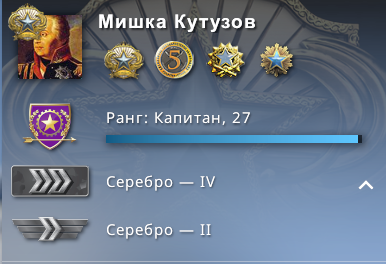 Мишка Кутузов
5
Ранг: Капитан, 27
Серебро — IV
Серебро — II